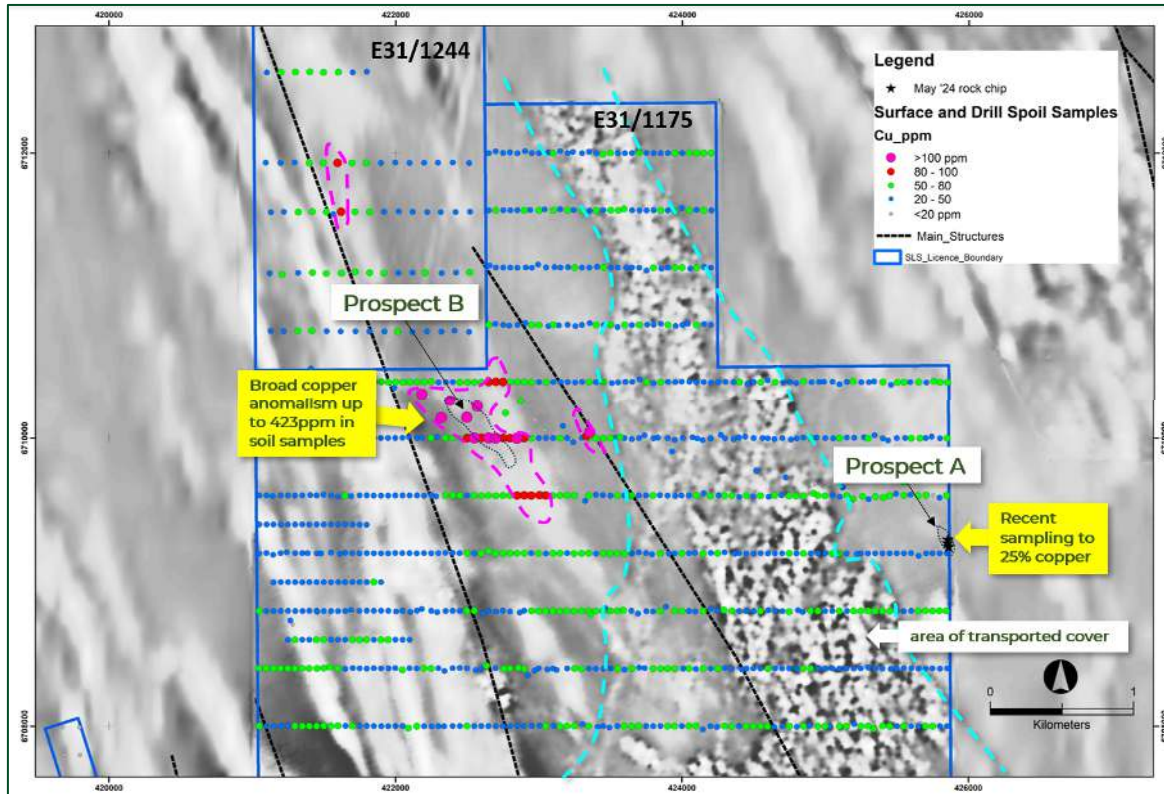 420000
422000
424000
426000
E31/1244
E31/1175
Legend
May '24 rock chip
Surface and Drill Spoil Samples
Cu_ppm
>100 ppm
80 - 100
50 - 80
20 - 50
<20 ppm
Main_Structures
SLS_Licence_Boundary
6712000
Prospect B
Broad copper
anomalism up
to 423ppm in
soil samples
6710000
Prospect A
Recent
sampling to
25% copper
area of transported cover
0
1
Kilometers
6708000
420000
422000
424000
426000